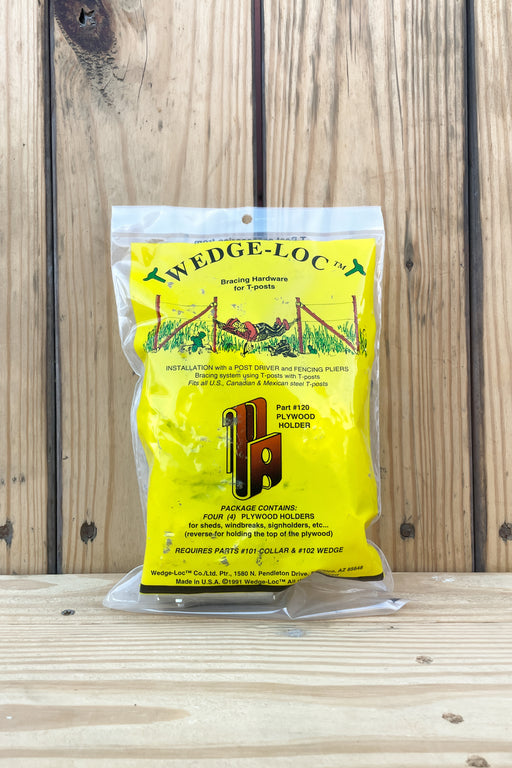 WEDGE-LOC™
Bracing Hardware
for T-posts
INSTALLATION with a POST DRIVER and FENCING PLIERS
Bracing system using T-posts with T-posts
Fits all U.S., Canadian & Mexican steel T-posts
Part #120
PLYWOOD
HOLDER
PACKAGE CONTAINS:
FOUR (4) PLYWOOD HOLDERS
for sheds, windbreaks, signholders, etc...
(reverse for holding the top of the plywood)
REQUIRES PARTS #101 COLLAR & #102 WEDGE
Wedge-Loc™ Co./Ltd. Ptr., 1580 N. Pendleton Drive, AZ 85648
Made in U.S.A. ©1991 Wedge-Loc™ All